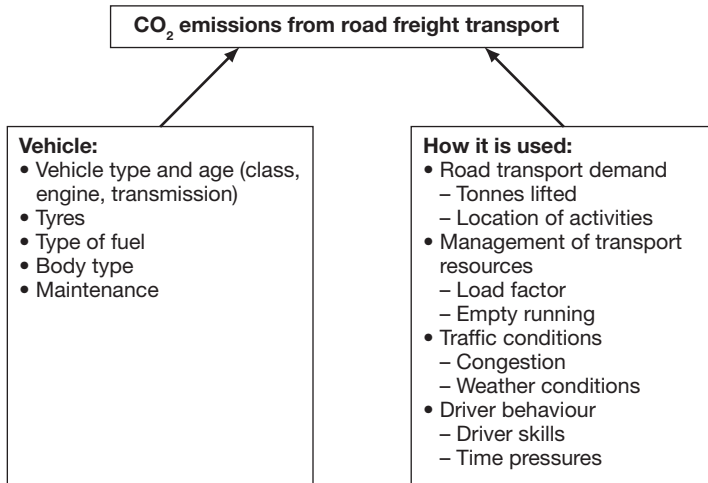 CO₂ emissions from road freight transport
Vehicle:
• Vehicle type and age (class,
engine, transmission)
• Tyres
• Type of fuel
• Body type
• Maintenance
How it is used:
• Road transport demand
– Tonnes lifted
– Location of activities
• Management of transport
resources
– Load factor
– Empty running
• Traffic conditions
– Congestion
– Weather conditions
• Driver behaviour
– Driver skills
– Time pressures